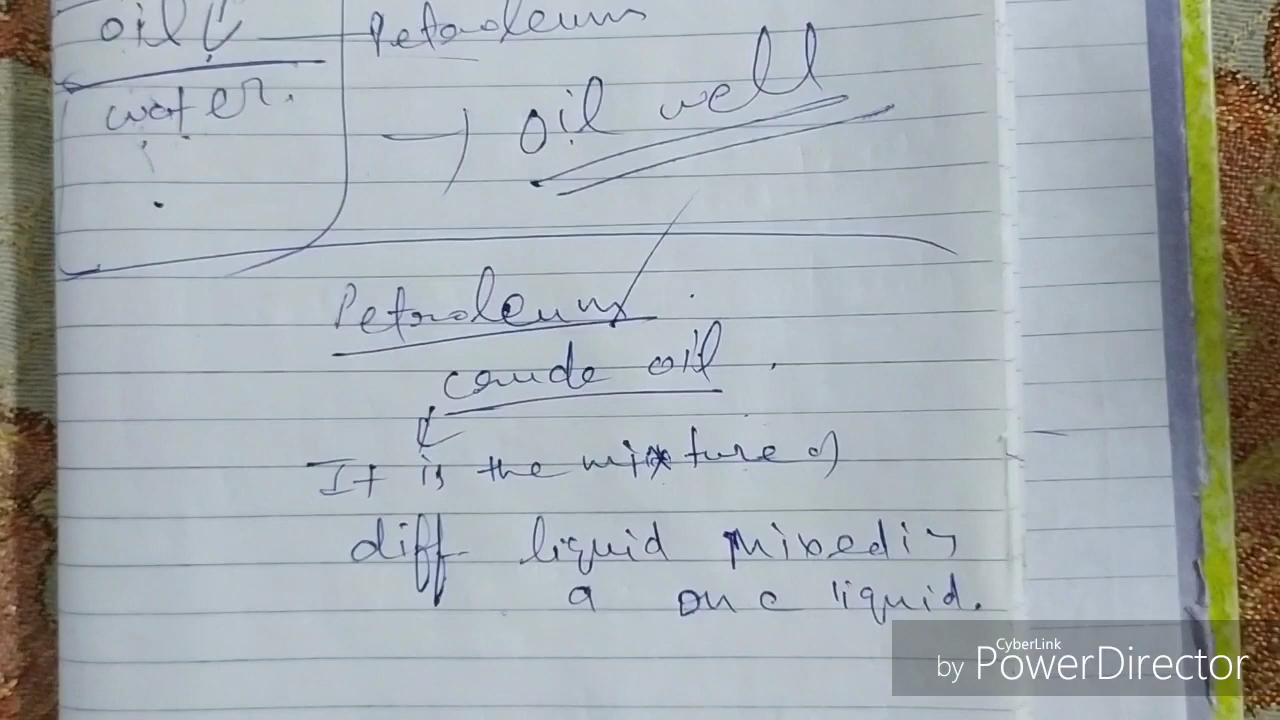 oil Petroleum
water.
oil well
Petroleum
crude oil.
It is the mixture of
diff liquid mixed in
a one liquid.
CyberLink
by PowerDirector